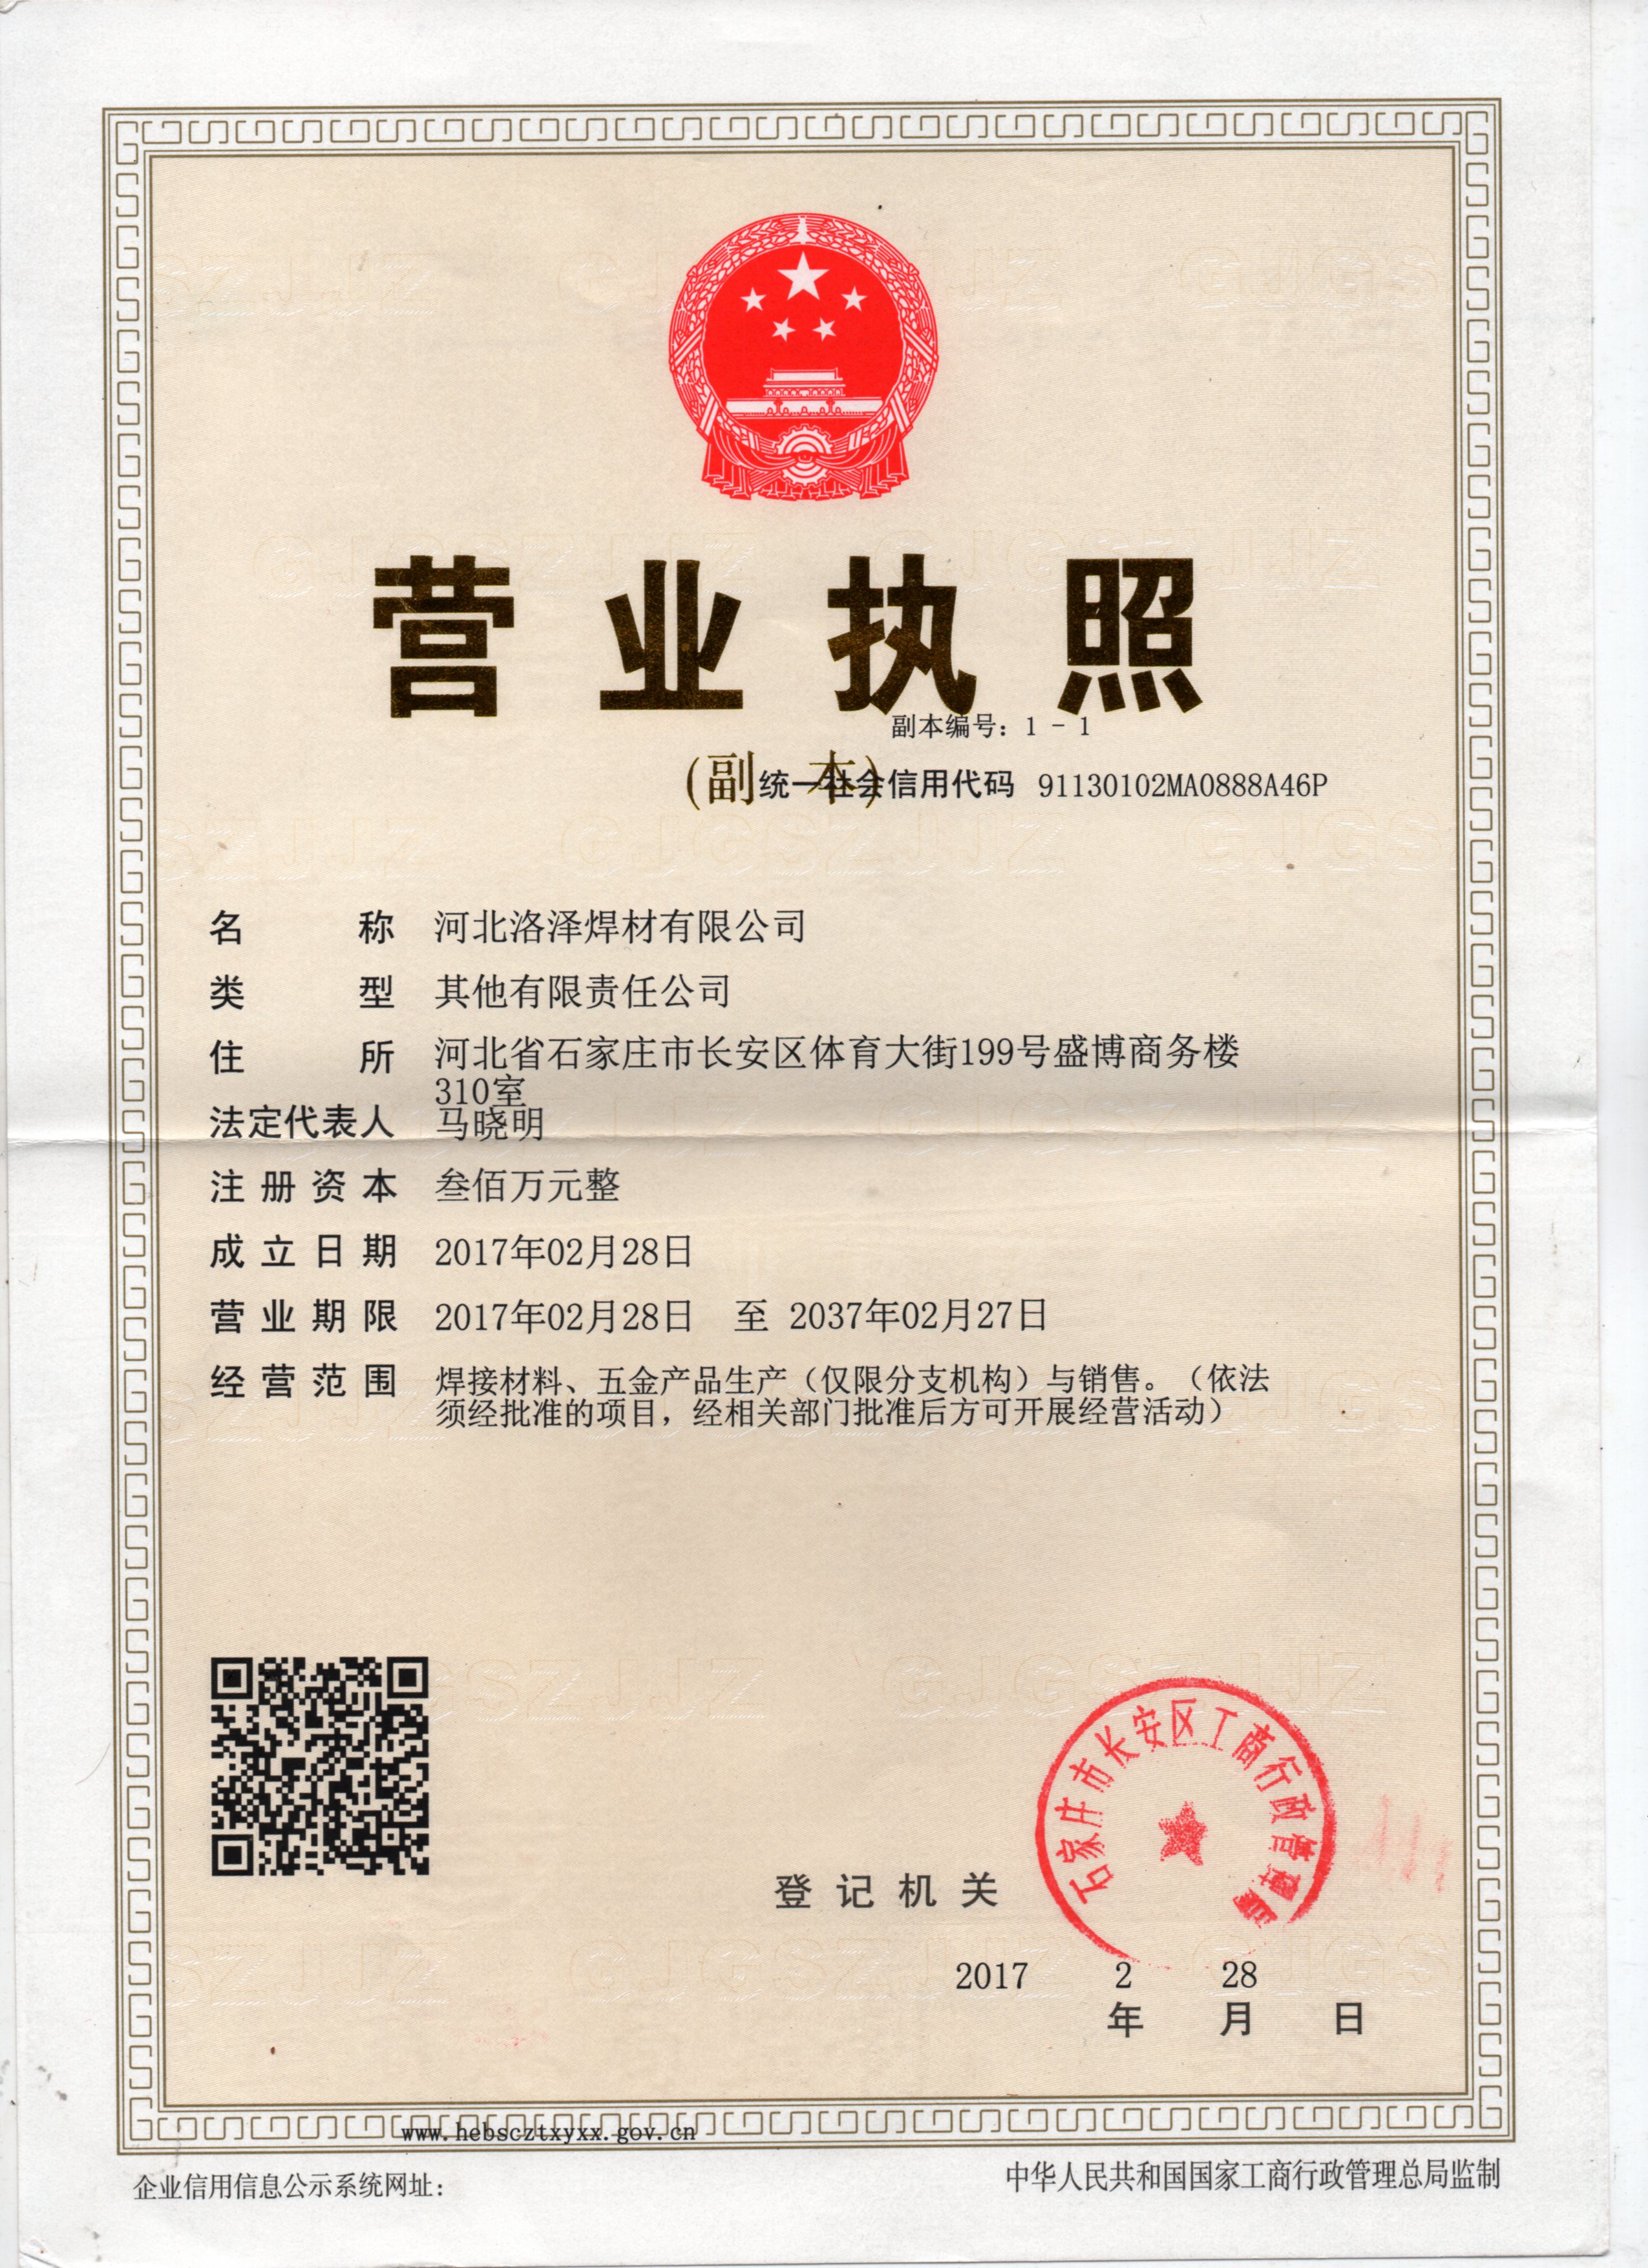 营业执照
副本编号：1 - 1
(副 本)
统一社会信用代码 91130102MA0888A46P
名 称 河北洛泽焊材有限公司
类 型 其他有限责任公司
住 所 河北省石家庄市长安区体育大街199号盛博商务楼
310室
法定代表人 马晓明
注册资本 叁佰万元整
成立日期 2017年02月28日
营业期限 2017年02月28日 至 2037年02月27日
经营范围 焊接材料、五金产品生产（仅限分支机构）与销售。（依法
须经批准的项目，经相关部门批准后方可开展经营活动）
石家庄市长安区工商行政管理局
登记机关
2017 2 28
年 月 日
www.hebscztxyxx.gov.cn
企业信用信息公示系统网址：
中华人民共和国国家工商行政管理总局监制